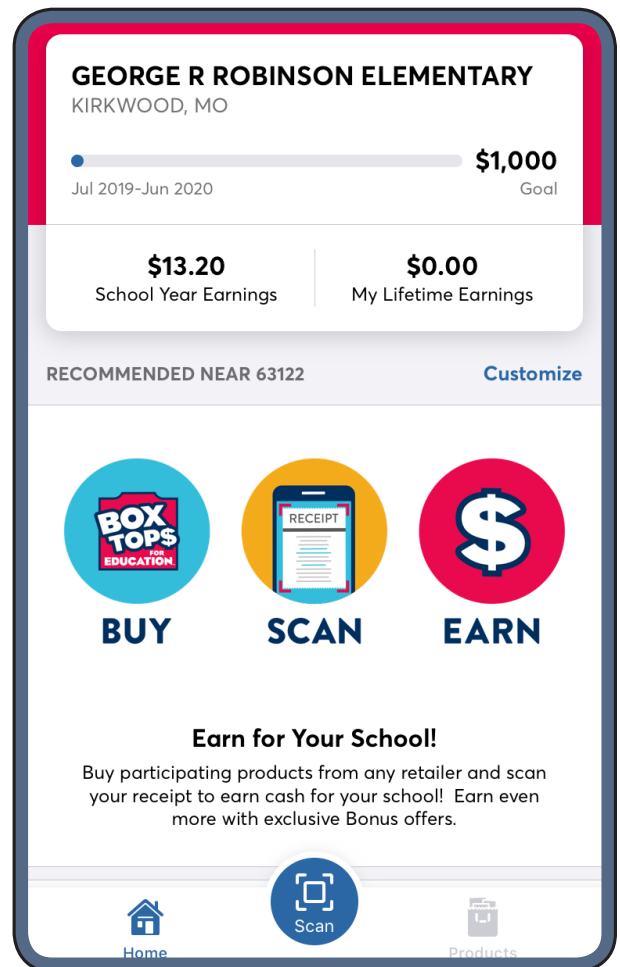 GEORGE R ROBINSON ELEMENTARY
KIRKWOOD, MO
$1,000
Jul 2019-Jun 2020 Goal
$13.20 $0.00
School Year Earnings My Lifetime Earnings
RECOMMENDED NEAR 63122 Customize
BOX
TOPS
FOR
EDUCATION
RECEIPT
$
BUY SCAN EARN
Earn for Your School!
Buy participating products from any retailer and scan
your receipt to earn cash for your school!  Earn even
more with exclusive Bonus offers.
Scan
Home Products